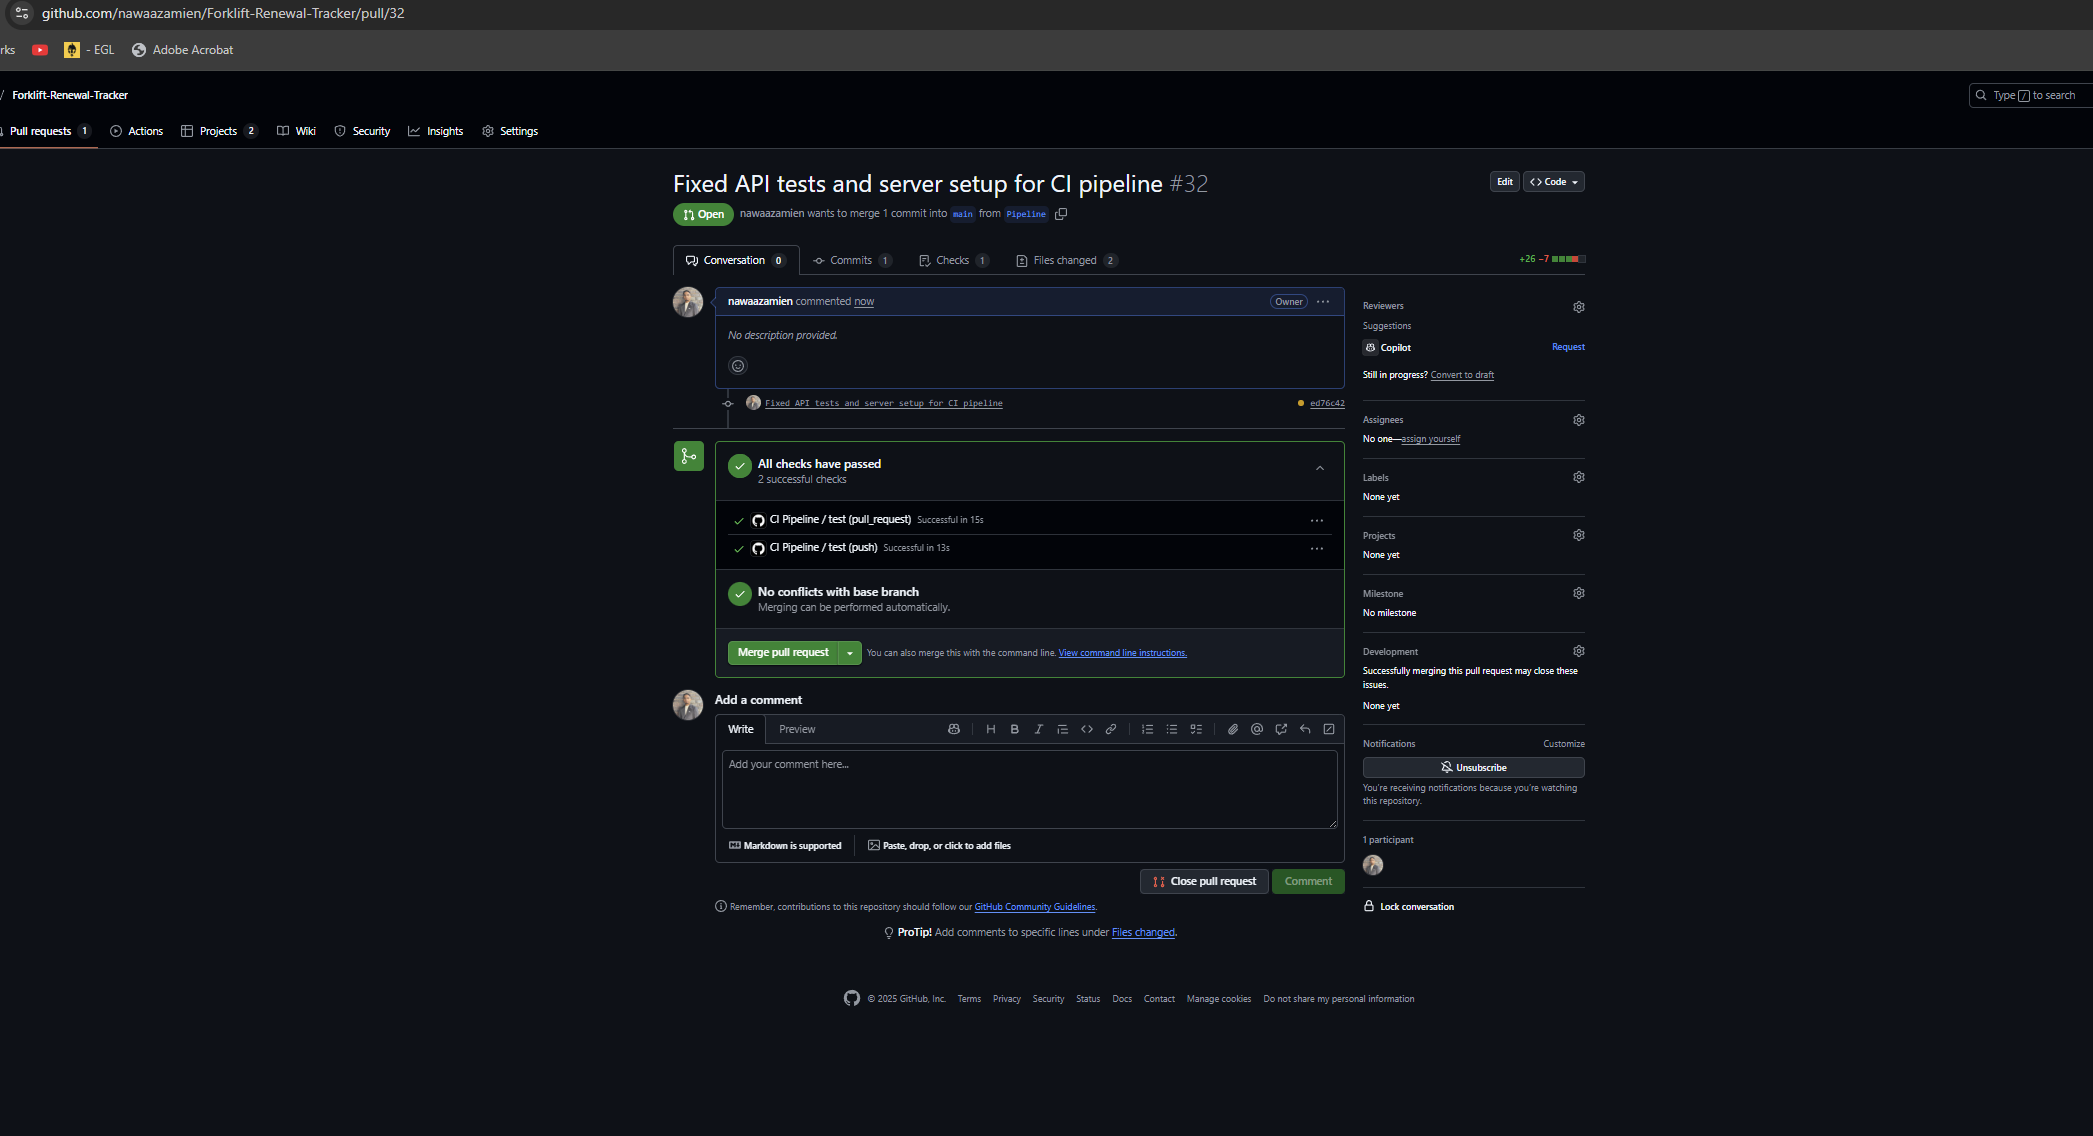 github.com/nawaazamien/Forklift-Renewal-Tracker/pull/32
rks - EGL Adobe Acrobat
/ Forklift-Renewal-Tracker
Type / to search
Pull requests 1 Actions Projects 2 Wiki Security Insights Settings
Fixed API tests and server setup for CI pipeline #32
Edit <> Code
Open nawaazamien wants to merge 1 commit into main from Pipeline
Conversation 0 Commits 1 Checks 1 Files changed 2
+26 −7
nawaazamien commented now
Owner ...
No description provided.
Fixed API tests and server setup for CI pipeline
ed76c42
All checks have passed
2 successful checks
CI Pipeline / test (pull_request) Successful in 15s
...
CI Pipeline / test (push) Successful in 13s
...
No conflicts with base branch
Merging can be performed automatically.
Merge pull request You can also merge this with the command line. View command line instructions.
Add a comment
Write Preview
H B I
Add your comment here...
Markdown is supported
Paste, drop, or click to add files
Close pull request Comment
Remember, contributions to this repository should follow our GitHub Community Guidelines.
ProTip! Add comments to specific lines under Files changed.
Reviewers
Suggestions
Copilot Request
Still in progress? Convert to draft
Assignees
No one—assign yourself
Labels
None yet
Projects
None yet
Milestone
No milestone
Development
Successfully merging this pull request may close these
issues.
None yet
Notifications Customize
Unsubscribe
You're receiving notifications because you're watching
this repository.
1 participant
Lock conversation
© 2025 GitHub, Inc. Terms Privacy Security Status Docs Contact Manage cookies Do not share my personal information